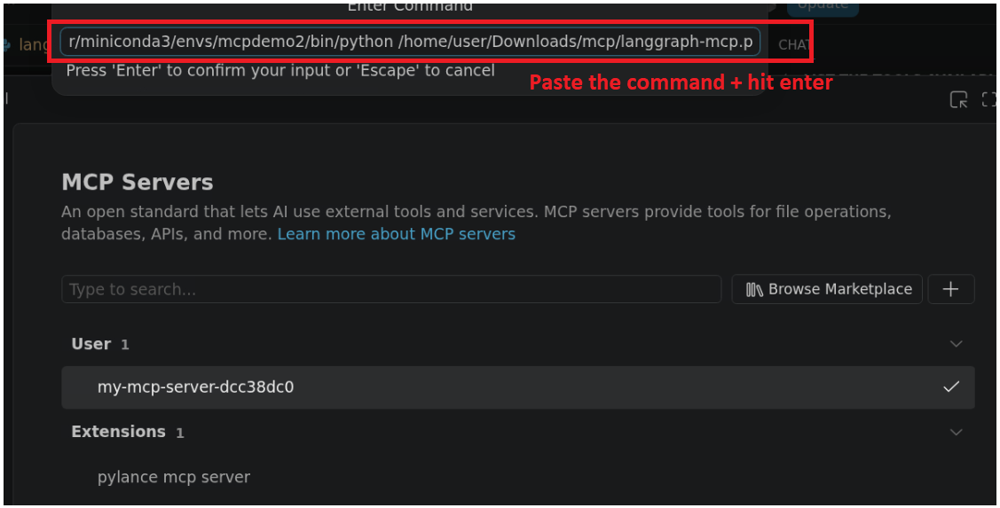 Enter Command
Update
lang
r/miniconda3/envs/mcpdemo2/bin/python /home/user/Downloads/mcp/langgraph-mcp.p
CHAT
Press 'Enter' to confirm your input or 'Escape' to cancel
Paste the command + hit enter
MCP Servers
An open standard that lets AI use external tools and services. MCP servers provide tools for file operations,
databases, APIs, and more. Learn more about MCP servers
Type to search...
Browse Marketplace
User 1
my-mcp-server-dcc38dc0
Extensions 1
pylance mcp server